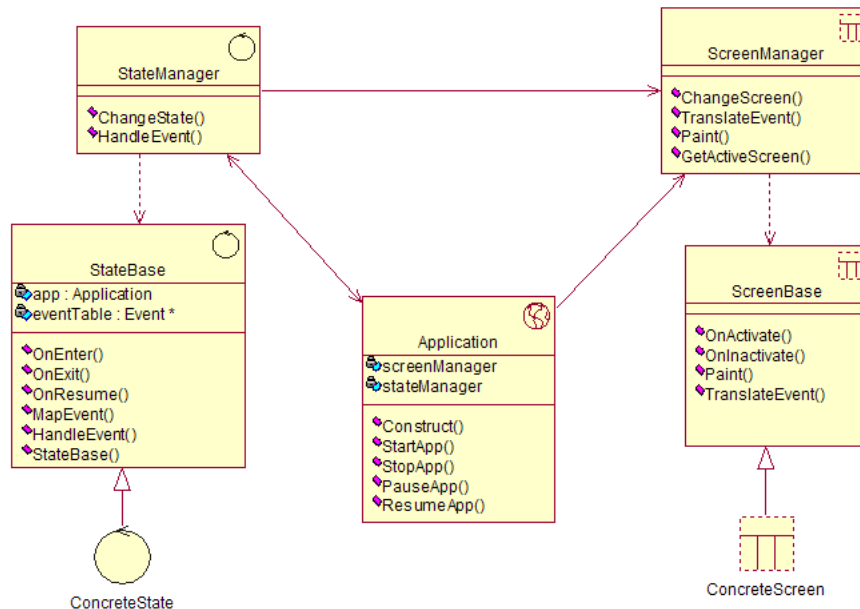 StateManager
ChangeState()
HandleEvent()
ScreenManager
ChangeScreen()
TranslateEvent()
Paint()
GetActiveScreen()
StateBase
app : Application
eventTable : Event *
OnEnter()
OnExit()
OnResume()
MapEvent()
HandleEvent()
StateBase()
Application
screenManager
stateManager
Construct()
StartApp()
StopApp()
PauseApp()
ResumeApp()
ScreenBase
OnActivate()
OnInactivate()
Paint()
TranslateEvent()
ConcreteState
ConcreteScreen